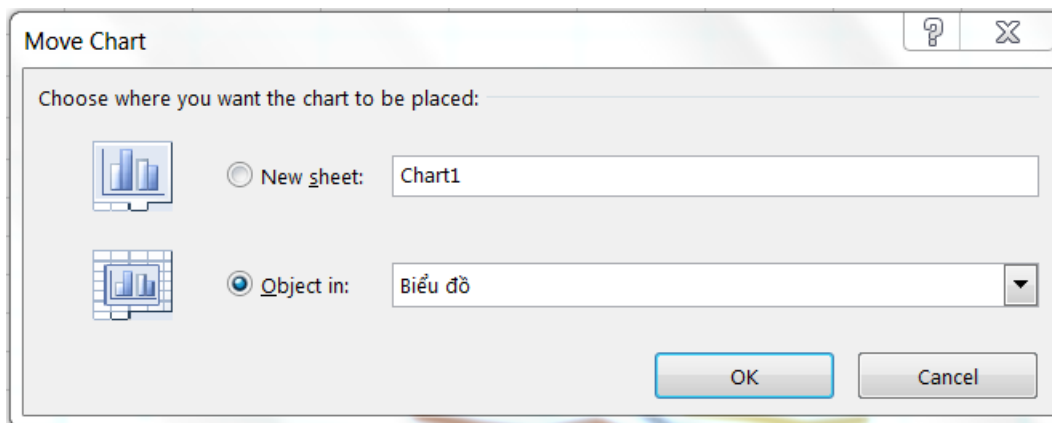 Move Chart
Choose where you want the chart to be placed:
New sheet: Chart1
Object in: Biểu đồ
OK Cancel